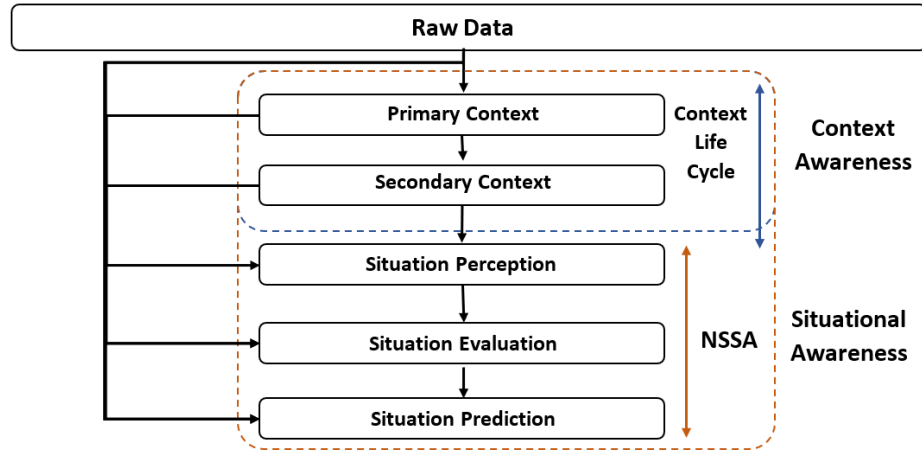 Raw Data
Primary Context
Context
Life
Cycle
Context
Awareness
Secondary Context
Situation Perception
Situation Evaluation
NSSA
Situational
Awareness
Situation Prediction